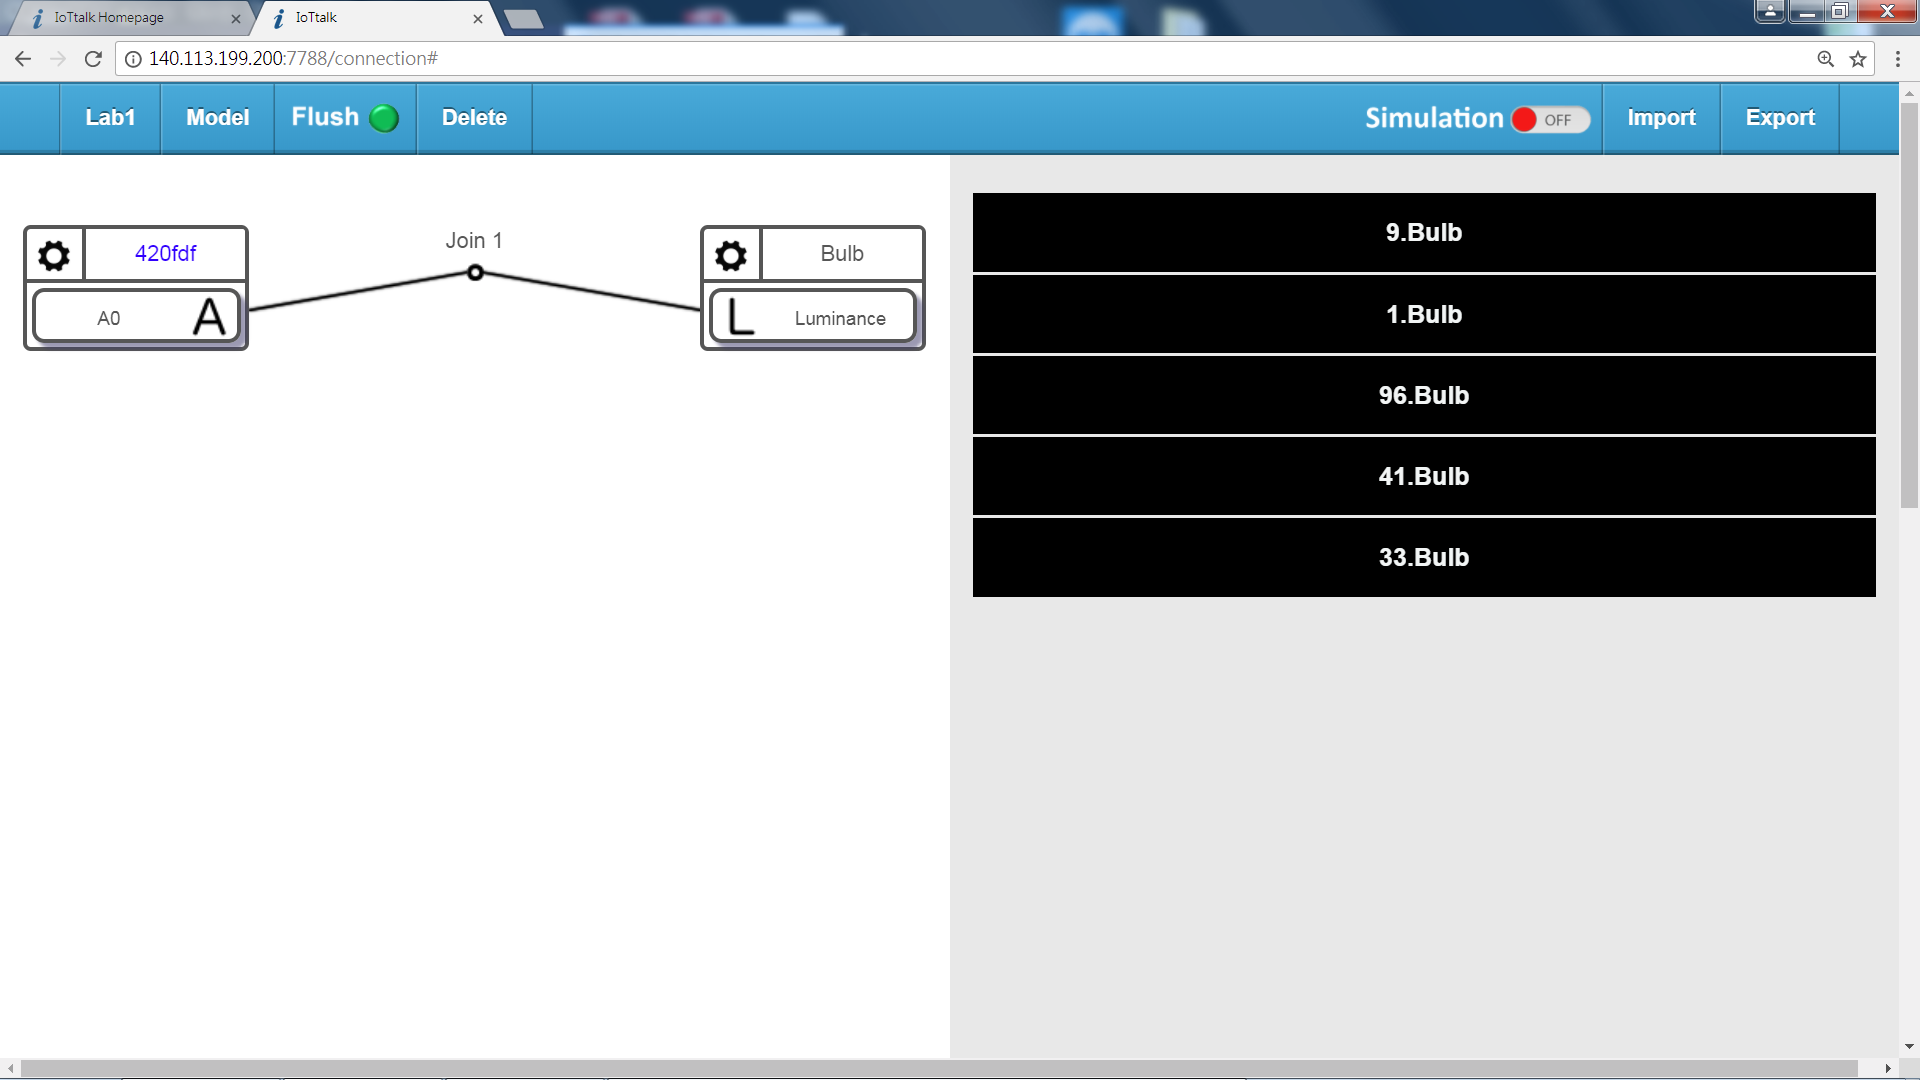 IoTtalk Homepage
IoTtalk
140.113.199.200:7788/connection#
Lab1
Model
Flush
Delete
Simulation
OFF
Import
Export
420fdf
A0
A
Join 1
Bulb
L
Luminance
9.Bulb
1.Bulb
96.Bulb
41.Bulb
33.Bulb